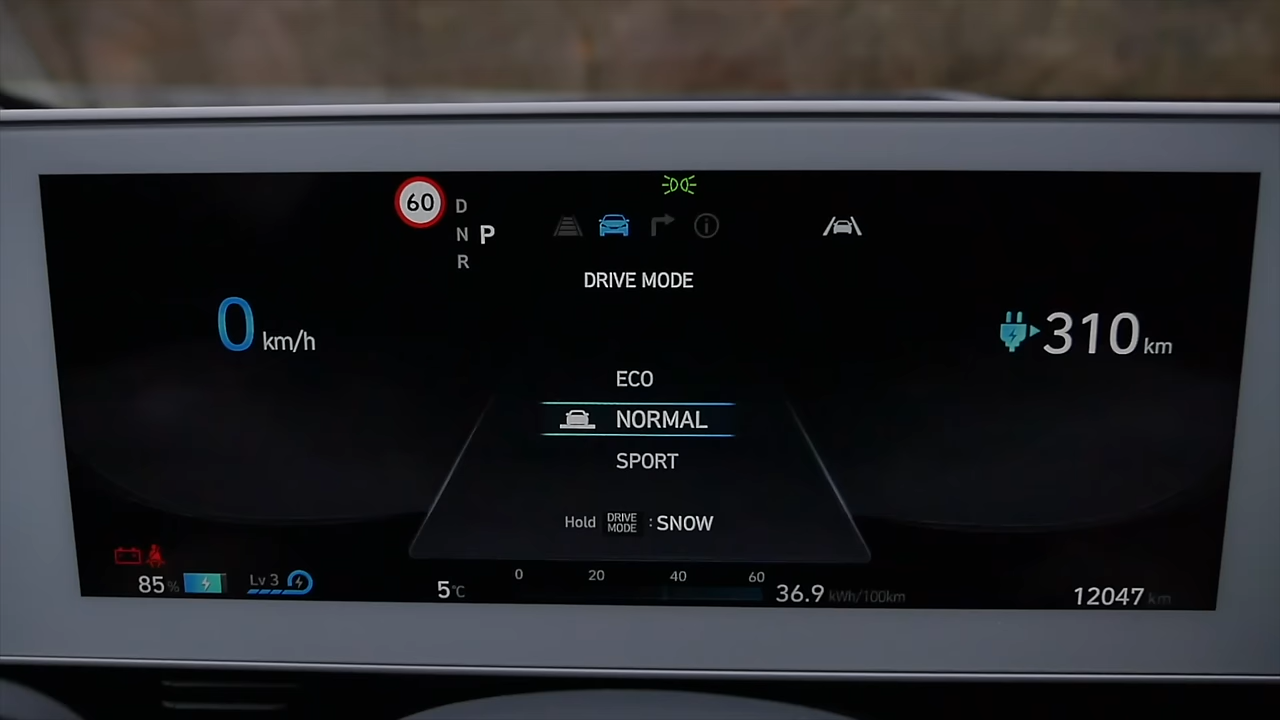 60
D
N P
R
DRIVE MODE
0 km/h
310 km
ECO
NORMAL
SPORT
Hold DRIVE MODE : SNOW
85 % Lv 3
5°C
0 20 40 60
36.9 kWh/100km
12047 km